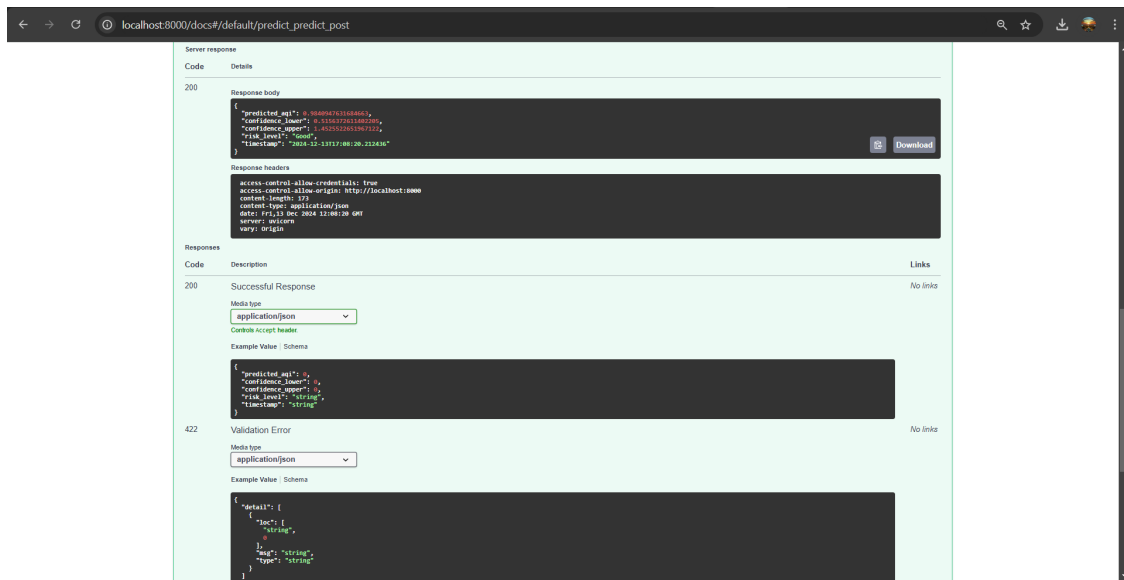 localhost:8000/docs#/default/predict_predict_post
Server response
Code Details
200
Response body
{
"predicted_aqi": 0.9840947631684663,
"confidence_lower": 0.5156372611402205,
"confidence_upper": 1.4525522651967122,
"risk_level": "Good",
"timestamp": "2024-12-13T17:08:20.212436"
}
Download
Response headers
access-control-allow-credentials: true
access-control-allow-origin: http://localhost:8000
content-length: 173
content-type: application/json
date: Fri,13 Dec 2024 12:08:20 GMT
server: uvicorn
vary: Origin
Responses
Code Description Links
200 Successful Response No links
Media type
application/json
Controls Accept header.
Example Value | Schema
{
"predicted_aqi": 0,
"confidence_lower": 0,
"confidence_upper": 0,
"risk_level": "string",
"timestamp": "string"
}
422 Validation Error No links
Media type
application/json
Example Value | Schema
{
"detail": [
{
"loc": [
"string",
0
],
"msg": "string",
"type": "string"
}
]